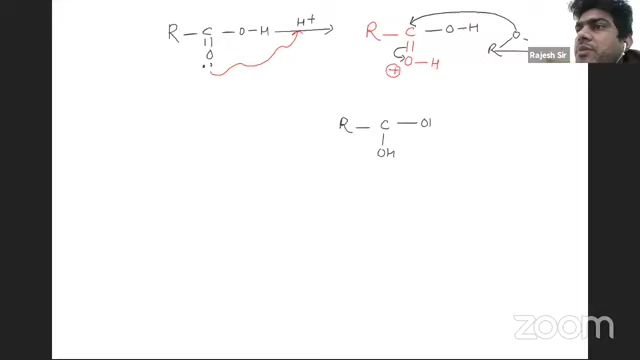 R — C — O — H H+
O
R — C — O — H
O — H
+
R O -
Rajesh Sir
R — C — OI
OH
zoom